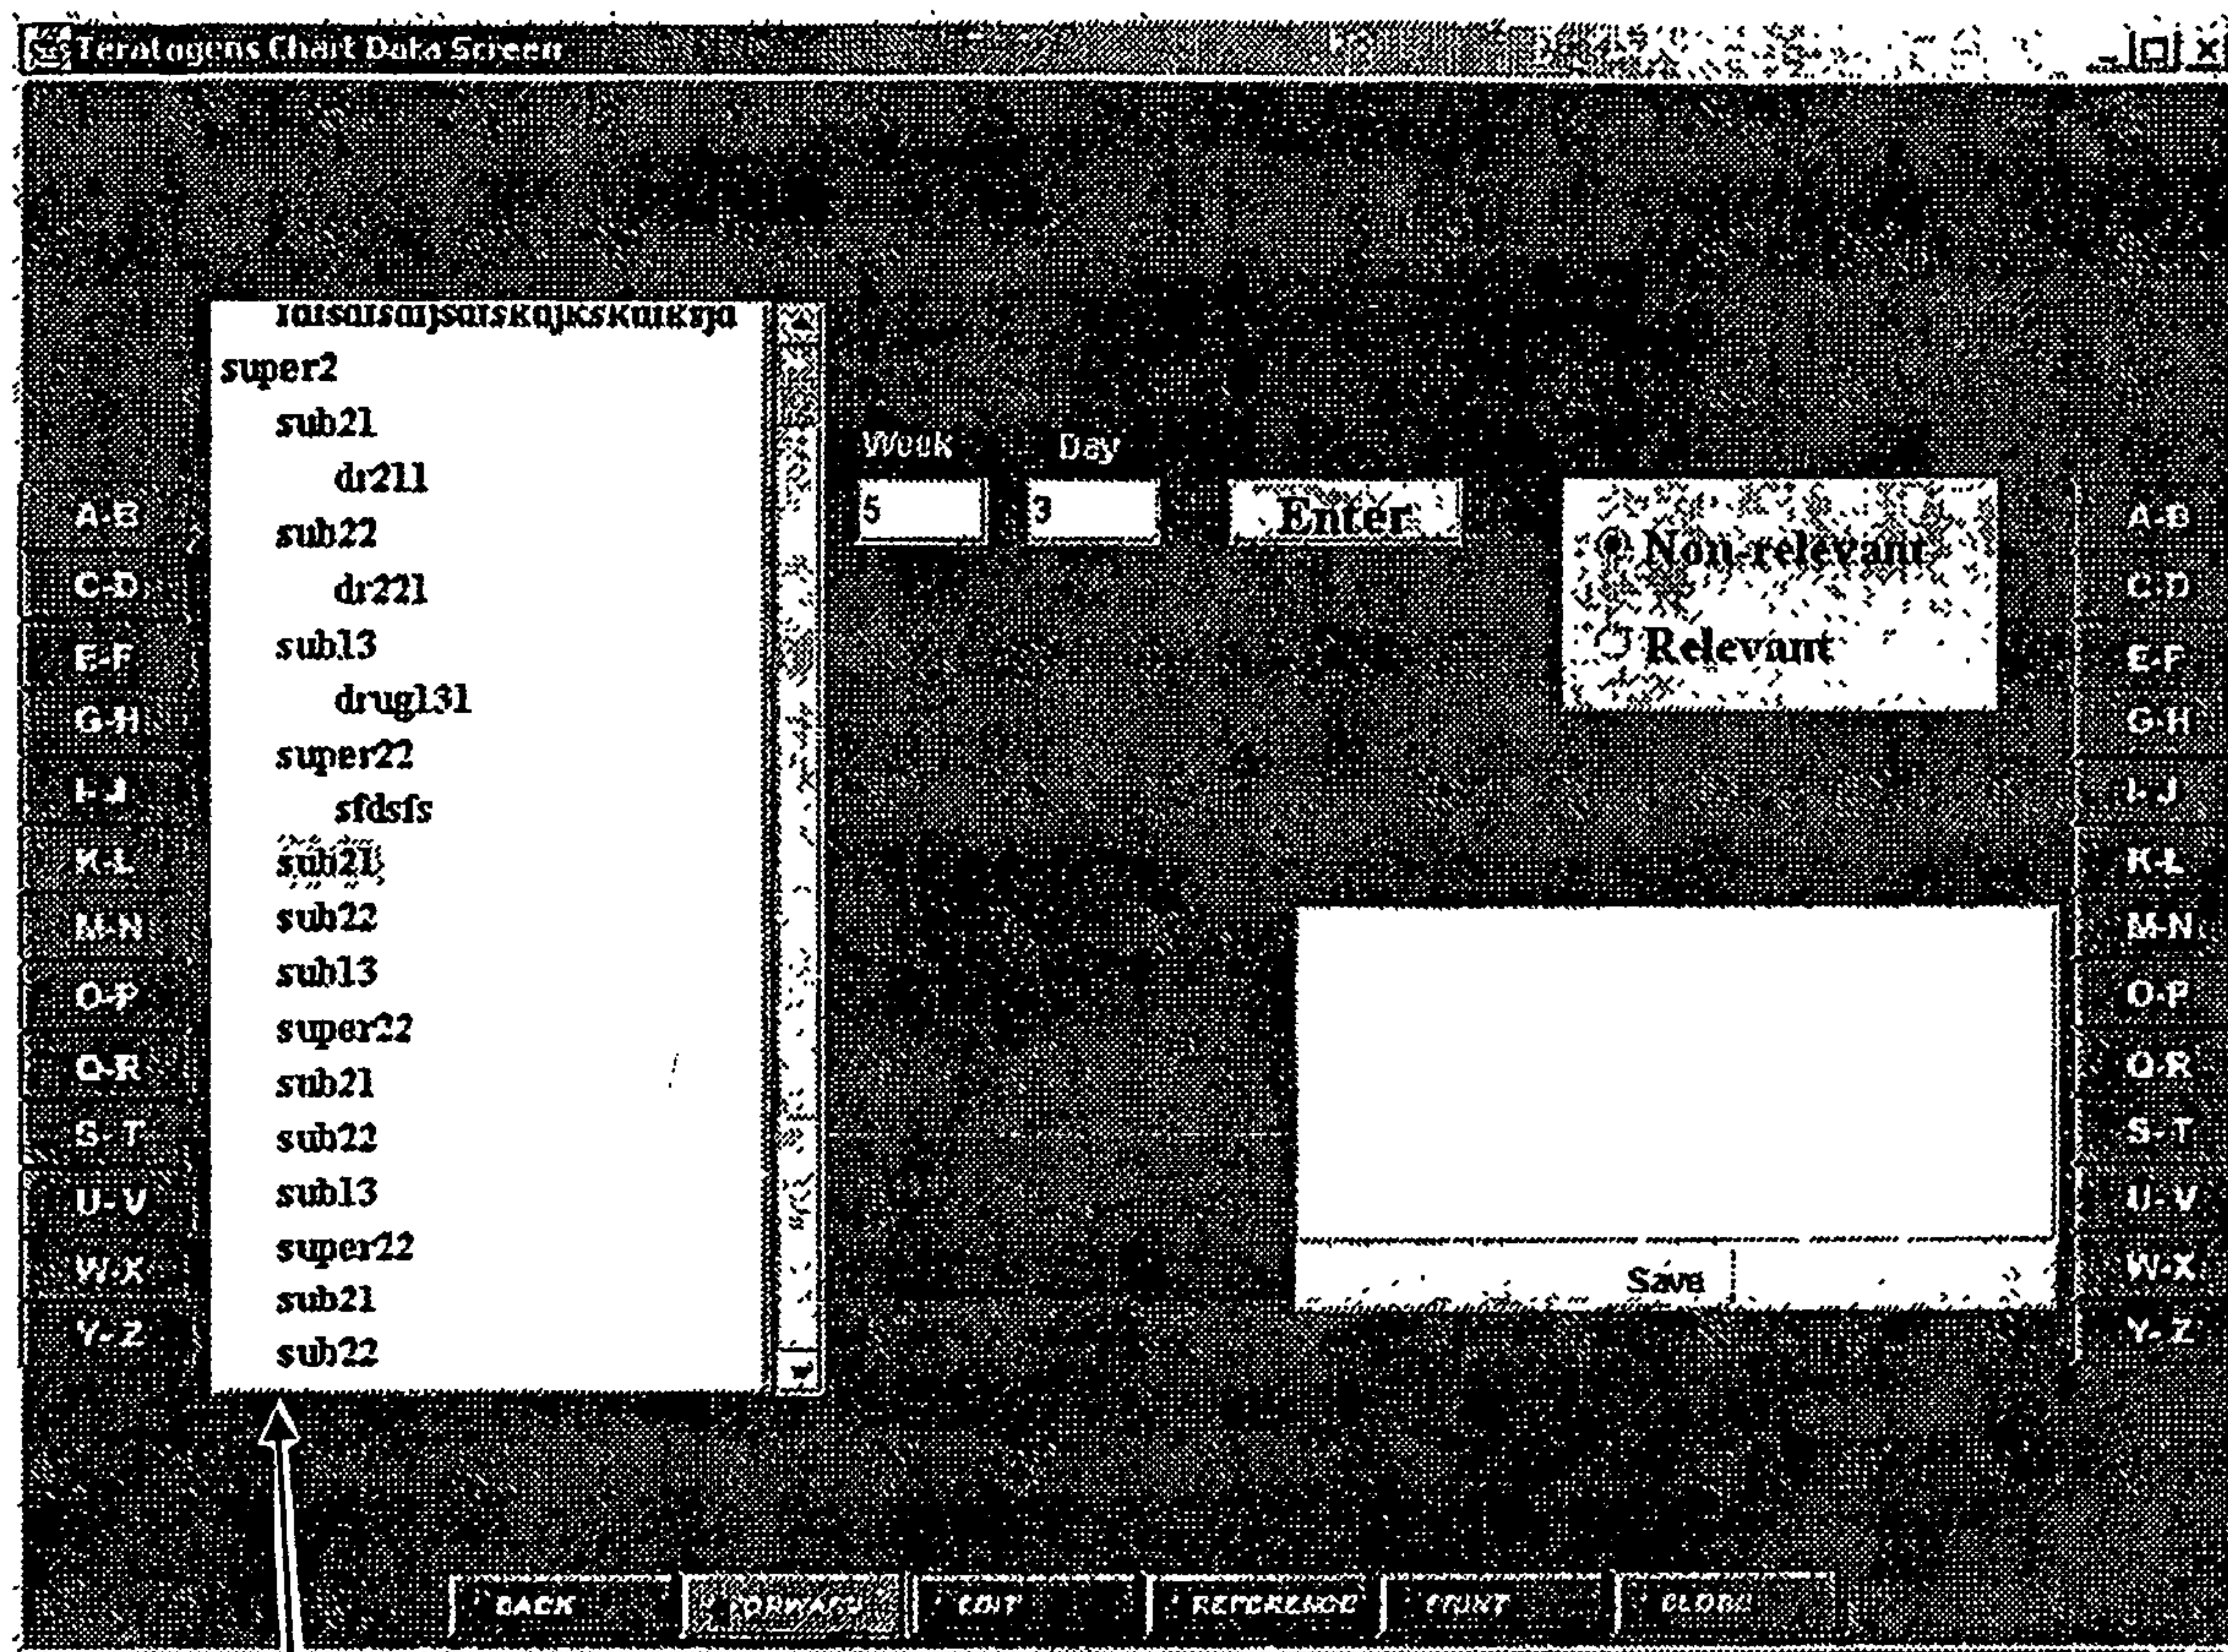 Teratogens Chart Data Screen
super2
sub21
dr211
sub22
dr221
sub13
drug131
super22
sfdsfs
sub21
sub22
sub13
super22
sub21
sub22
sub13
super22
sub21
sub22
Week Day
5 3 Enter
Non-relevant
Relevant
Save
A-B
C-D
E-F
G-H
I-J
K-L
M-N
O-P
Q-R
S-T
U-V
W-X
Y-Z
A-B
C-D
E-F
G-H
I-J
K-L
M-N
O-P
Q-R
S-T
U-V
W-X
Y-Z
BACK FORWARD EDIT REFERENCE PRINT CLOSE